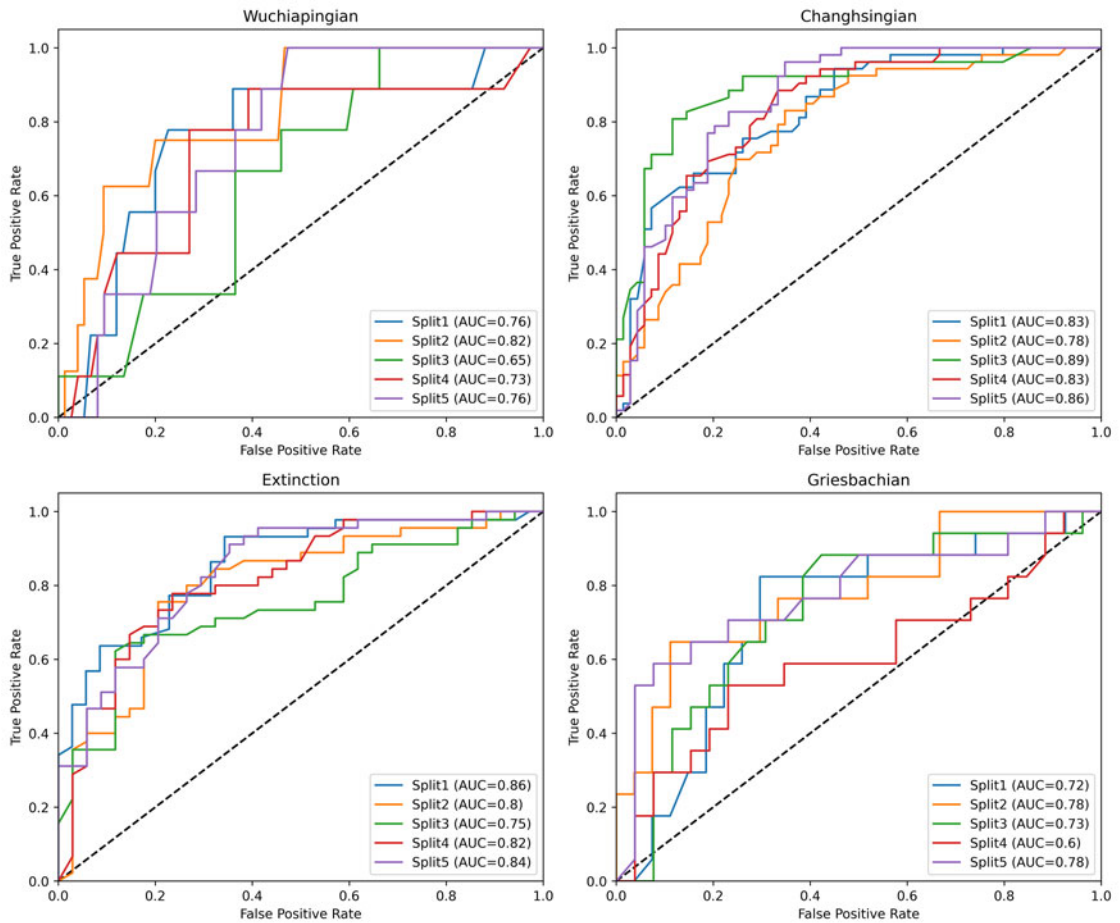 Wuchiapingian
True Positive Rate
1.0
0.8
0.6
0.4
0.2
0.0
0.0 0.2 0.4 0.6 0.8 1.0
False Positive Rate
Split1 (AUC=0.76)
Split2 (AUC=0.82)
Split3 (AUC=0.65)
Split4 (AUC=0.73)
Split5 (AUC=0.76)
Changhsingian
True Positive Rate
1.0
0.8
0.6
0.4
0.2
0.0
0.0 0.2 0.4 0.6 0.8 1.0
False Positive Rate
Split1 (AUC=0.83)
Split2 (AUC=0.78)
Split3 (AUC=0.89)
Split4 (AUC=0.83)
Split5 (AUC=0.86)
Extinction
True Positive Rate
1.0
0.8
0.6
0.4
0.2
0.0
0.0 0.2 0.4 0.6 0.8 1.0
False Positive Rate
Split1 (AUC=0.86)
Split2 (AUC=0.8)
Split3 (AUC=0.75)
Split4 (AUC=0.82)
Split5 (AUC=0.84)
Griesbachian
True Positive Rate
1.0
0.8
0.6
0.4
0.2
0.0
0.0 0.2 0.4 0.6 0.8 1.0
False Positive Rate
Split1 (AUC=0.72)
Split2 (AUC=0.78)
Split3 (AUC=0.73)
Split4 (AUC=0.6)
Split5 (AUC=0.78)